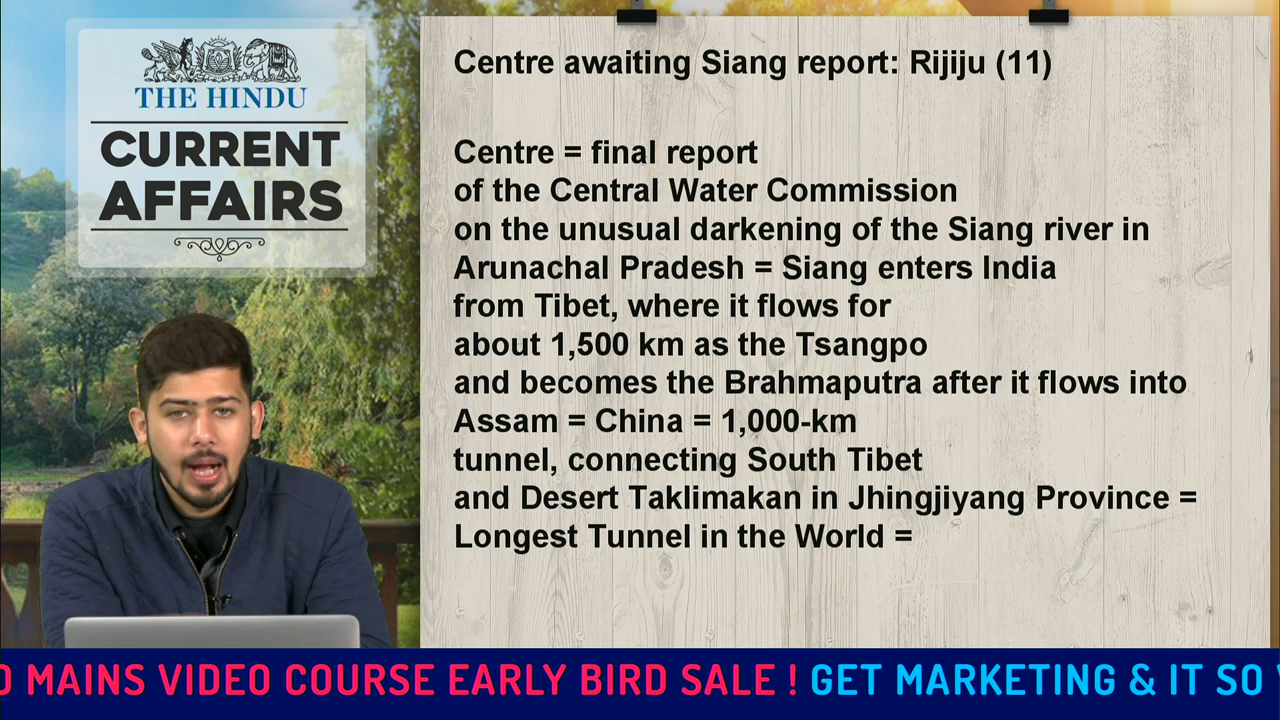 THE HINDU
CURRENT
AFFAIRS
Centre awaiting Siang report: Rijiju (11)
Centre = final report
of the Central Water Commission
on the unusual darkening of the Siang river in
Arunachal Pradesh = Siang enters India
from Tibet, where it flows for
about 1,500 km as the Tsangpo
and becomes the Brahmaputra after it flows into
Assam = China = 1,000-km
tunnel, connecting South Tibet
and Desert Taklimakan in Jhingjiyang Province =
Longest Tunnel in the World =
MAINS VIDEO COURSE EARLY BIRD SALE ! GET MARKETING & IT SO